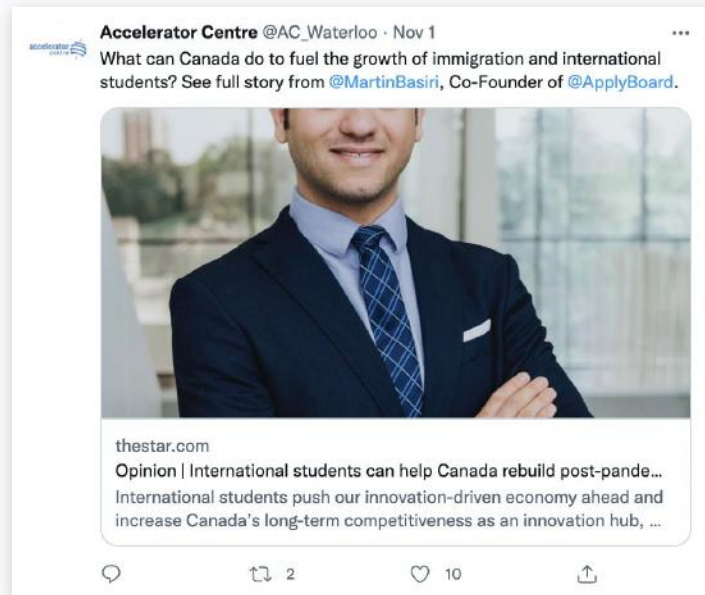 accelerator
centre
Accelerator Centre @AC_Waterloo · Nov 1
What can Canada do to fuel the growth of immigration and international
students? See full story from @MartinBasiri, Co-Founder of @ApplyBoard.
thestar.com
Opinion | International students can help Canada rebuild post-pande...
International students push our innovation-driven economy ahead and
increase Canada's long-term competitiveness as an innovation hub, ...
2 10